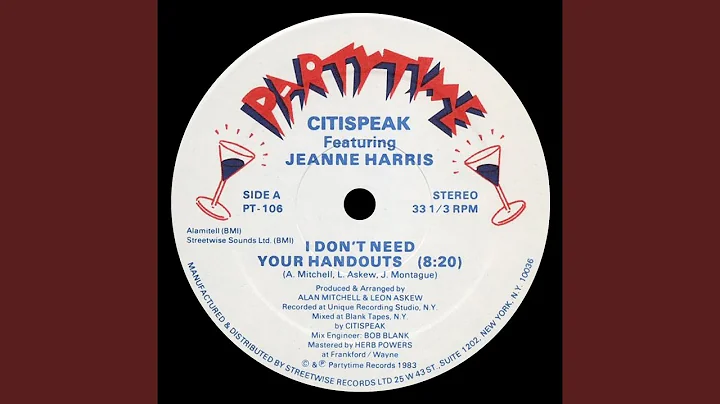 PARTYTIME
CITISPEAK
Featuring
JEANNE HARRIS
SIDE A
PT-106
STEREO
33 1/3 RPM
Alamitell (BMI)
Streetwise Sounds Ltd. (BMI)
I DON'T NEED
YOUR HANDOUTS (8:20)
(A. Mitchell, L. Askew, J. Montague)
Produced & Arranged by
ALAN MITCHELL & LEON ASKEW
Recorded at Unique Recording Studio, N.Y.
Mixed at Blank Tapes, N.Y.
by CITISPEAK
Mix Engineer: BOB BLANK
Mastered by HERB POWERS
at Frankford / Wayne
© & ℗ Partytime Records 1983
MANUFACTURED & DISTRIBUTED BY STREETWISE RECORDS LTD 25 W 43 ST., SUITE 1202, NEW YORK, N.Y. 10036